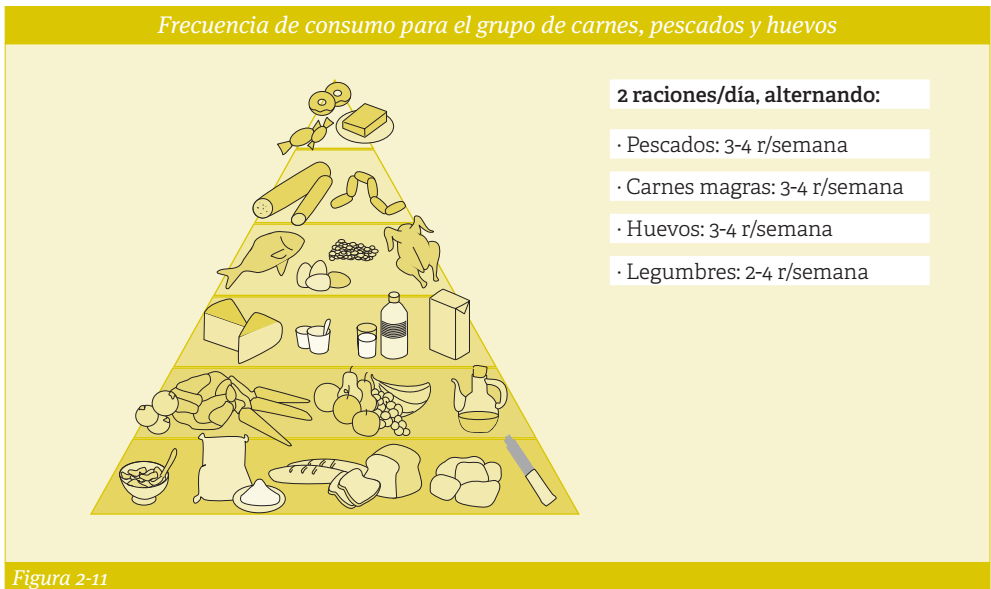 Frecuencia de consumo para el grupo de carnes, pescados y huevos
2 raciones/día, alternando:
· Pescados: 3-4 r/semana
· Carnes magras: 3-4 r/semana
· Huevos: 3-4 r/semana
· Legumbres: 2-4 r/semana
Figura 2-11